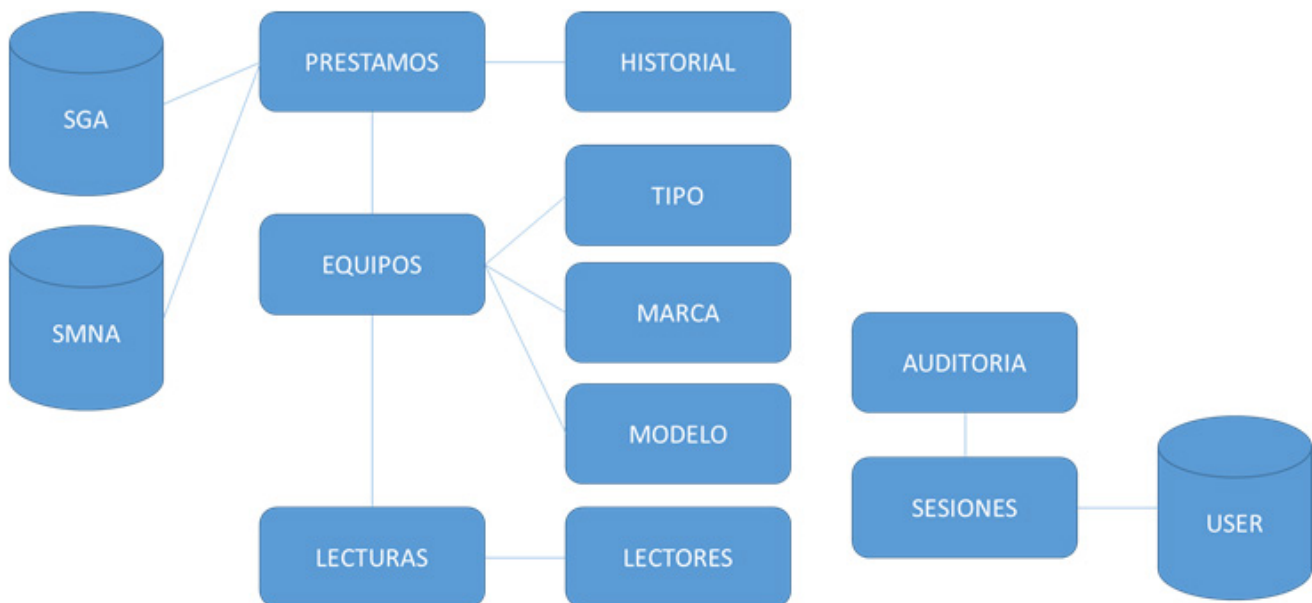 SGA
PRESTAMOS
HISTORIAL
TIPO
SMNA
EQUIPOS
MARCA
MODELO
LECTURAS
LECTORES
AUDITORIA
SESIONES
USER